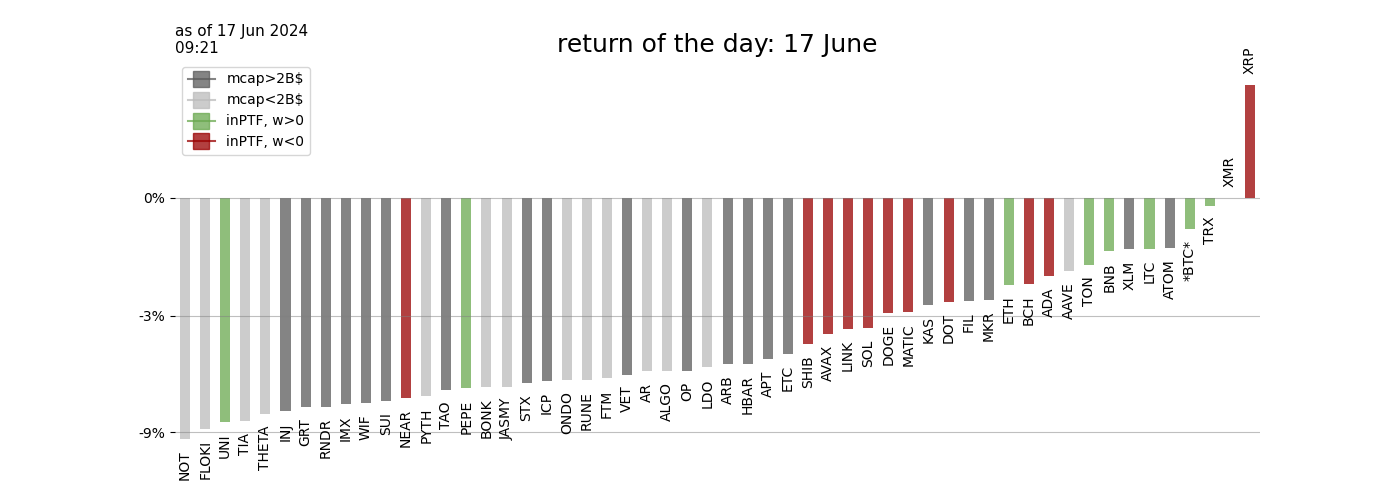 as of 17 Jun 2024
09:21
return of the day: 17 June
mcap>2B$
mcap<2B$
inPTF, w>0
inPTF, w<0
0%
-3%
-9%
NOT
FLOKI
UNI
TIA
THETA
INJ
GRT
RNDR
IMX
WIF
SUI
NEAR
PYTH
TAO
PEPE
BONK
JASMY
STX
ICP
ONDO
RUNE
FTM
VET
AR
ALGO
OP
LDO
ARB
HBAR
APT
ETC
SHIB
AVAX
LINK
SOL
DOGE
MATIC
KAS
DOT
FIL
MKR
ETH
BCH
ADA
AAVE
TON
BNB
XLM
LTC
ATOM
*BTC*
TRX
XMR
XRP